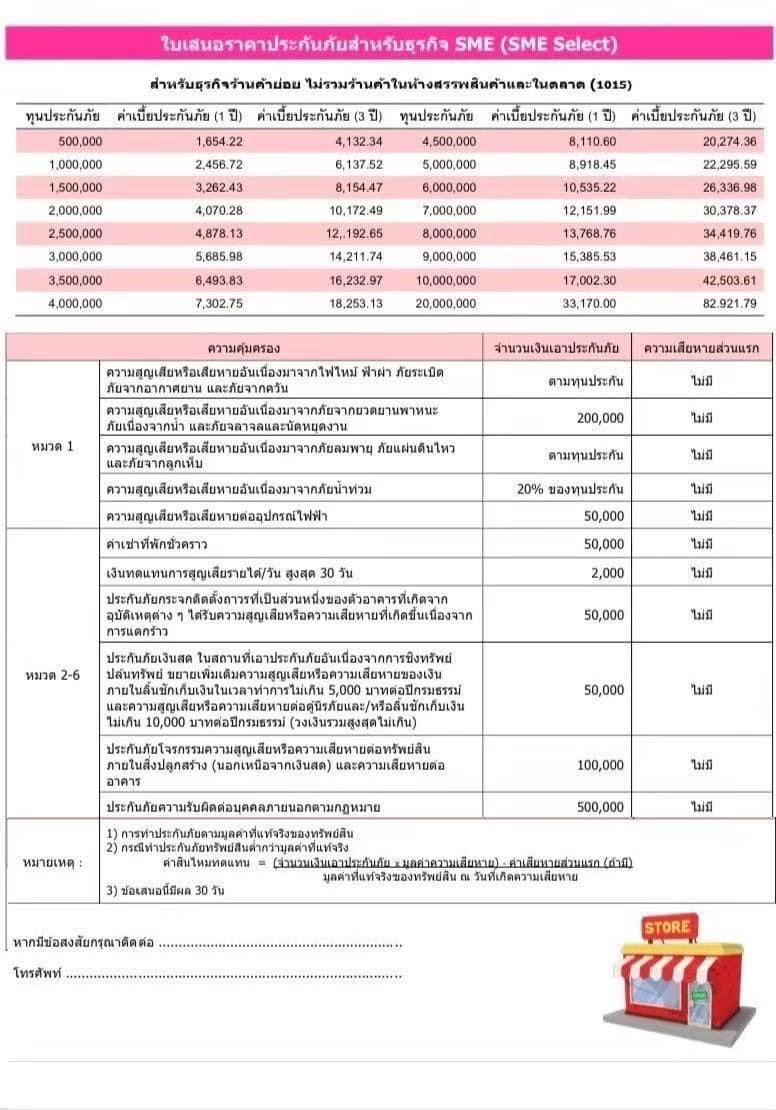 ใบเสนอราคาประกันภัยสำหรับธุรกิจ SME (SME Select)
สำหรับธุรกิจร้านค้าย่อย ไม่รวมร้านค้าในห้างสรรพสินค้าและในตลาด (1015)
ทุนประกันภัย ค่าเบี้ยประกันภัย (1 ปี) ค่าเบี้ยประกันภัย (3 ปี) ทุนประกันภัย ค่าเบี้ยประกันภัย (1 ปี) ค่าเบี้ยประกันภัย (3 ปี)
500,000 1,654.22 4,132.34 4,500,000 8,110.60 20,274.36
1,000,000 2,456.72 6,137.52 5,000,000 8,918.45 22,295.59
1,500,000 3,262.43 8,154.47 6,000,000 10,535.22 26,336.98
2,000,000 4,070.28 10,172.49 7,000,000 12,151.99 30,378.37
2,500,000 4,878.13 12,.192.65 8,000,000 13,768.76 34,419.76
3,000,000 5,685.98 14,211.74 9,000,000 15,385.53 38,461.15
3,500,000 6,493.83 16,232.97 10,000,000 17,002.30 42,503.61
4,000,000 7,302.75 18,253.13 20,000,000 33,170.00 82.921.79
ความคุ้มครอง จำนวนเงินเอาประกันภัย ความเสียหายส่วนแรก
หมวด 1
ความสูญเสียหรือเสียหายอันเนื่องมาจากไฟไหม้ ฟ้าผ่า ภัยระเบิด
ภัยจากอากาศยาน และภัยจากควัน
ตามทุนประกัน ไม่มี
ความสูญเสียหรือเสียหายอันเนื่องมาจากภัยจากยวดยานพาหนะ
ภัยเนื่องจากน้ำ และภัยจลาจลและนัดหยุดงาน
200,000 ไม่มี
ความสูญเสียหรือเสียหายอันเนื่องมาจากภัยลมพายุ ภัยแผ่นดินไหว
และภัยจากลูกเห็บ
ตามทุนประกัน ไม่มี
ความสูญเสียหรือเสียหายอันเนื่องมาจากภัยน้ำท่วม 20% ของทุนประกัน ไม่มี
ความสูญเสียหรือเสียหายต่ออุปกรณ์ไฟฟ้า 50,000 ไม่มี
หมวด 2-6
ค่าเช่าที่พักชั่วคราว 50,000 ไม่มี
เงินทดแทนการสูญเสียรายได้/วัน สูงสุด 30 วัน 2,000 ไม่มี
ประกันภัยกระจกติดตั้งถาวรที่เป็นส่วนหนึ่งของตัวอาคารที่เกิดจาก
อุบัติเหตุต่าง ๆ ได้รับความสูญเสียหรือความเสียหายที่เกิดขึ้นเนื่องจาก
การแตกร้าว
50,000 ไม่มี
ประกันภัยเงินสด ในสถานที่เอาประกันภัยอันเนื่องจากการชิงทรัพย์
ปล้นทรัพย์ ขยายเพิ่มเติมความสูญเสียหรือความเสียหายของเงิน
ภายในลิ้นชักเก็บเงินในเวลาทำการไม่เกิน 5,000 บาทต่อปีกรมธรรม์
และความสูญเสียหรือความเสียหายต่อตู้นิรภัยและ/หรือลิ้นชักเก็บเงิน
ไม่เกิน 10,000 บาทต่อปีกรมธรรม์ (วงเงินรวมสูงสุดไม่เกิน)
50,000 ไม่มี
ประกันภัยโจรกรรมความสูญเสียหรือความเสียหายต่อทรัพย์สิน
ภายในสิ่งปลูกสร้าง (นอกเหนือจากเงินสด) และความเสียหายต่อ
อาคาร
100,000 ไม่มี
ประกันภัยความรับผิดต่อบุคคลภายนอกตามกฎหมาย 500,000 ไม่มี
หมายเหตุ :
1) การทำประกันภัยตามมูลค่าที่แท้จริงของทรัพย์สิน
2) กรณีทำประกันภัยทรัพย์สินต่ำกว่ามูลค่าที่แท้จริง
ค่าสินไหมทดแทน = (จำนวนเงินเอาประกันภัย x มูลค่าความเสียหาย) - ค่าเสียหายส่วนแรก (ถ้ามี)
มูลค่าที่แท้จริงของทรัพย์สิน ณ วันที่เกิดความเสียหาย
3) ข้อเสนอนี้มีผล 30 วัน
หากมีข้อสงสัยกรุณาติดต่อ ..............................................................
โทรศัพท์ ......................................................................................
STORE
OPEN